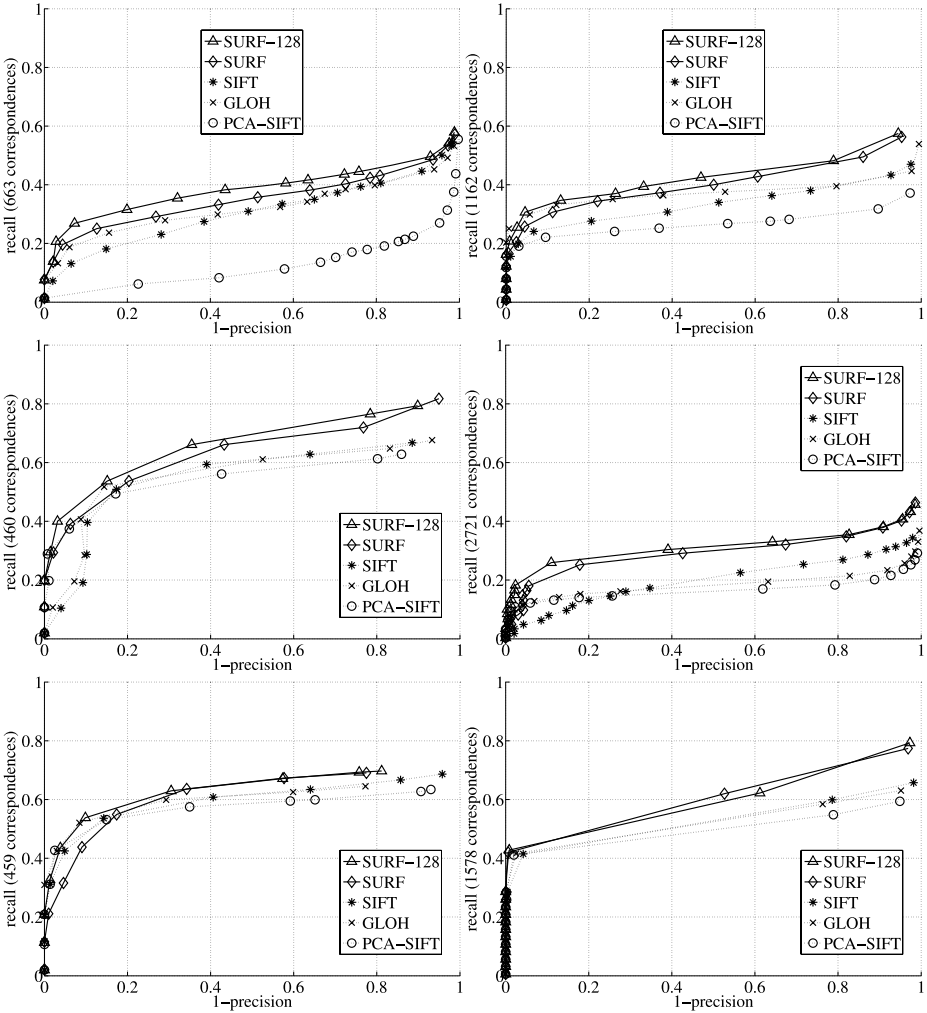 1
0.8
0.6
0.4
0.2
0
0.2
0.4
0.6
0.8
1
1−precision
recall (663 correspondences)
SURF−128
SURF
SIFT
GLOH
PCA−SIFT
1
0.8
0.6
0.4
0.2
0
0.2
0.4
0.6
0.8
1
1−precision
recall (1162 correspondences)
SURF−128
SURF
SIFT
GLOH
PCA−SIFT
1
0.8
0.6
0.4
0.2
0
0.2
0.4
0.6
0.8
1
1−precision
recall (460 correspondences)
SURF−128
SURF
SIFT
GLOH
PCA−SIFT
1
0.8
0.6
0.4
0.2
0
0.2
0.4
0.6
0.8
1
1−precision
recall (2721 correspondences)
SURF−128
SURF
SIFT
GLOH
PCA−SIFT
1
0.8
0.6
0.4
0.2
0
0.2
0.4
0.6
0.8
1
1−precision
recall (459 correspondences)
SURF−128
SURF
SIFT
GLOH
PCA−SIFT
1
0.8
0.6
0.4
0.2
0
0.2
0.4
0.6
0.8
1
1−precision
recall (1578 correspondences)
SURF−128
SURF
SIFT
GLOH
PCA−SIFT